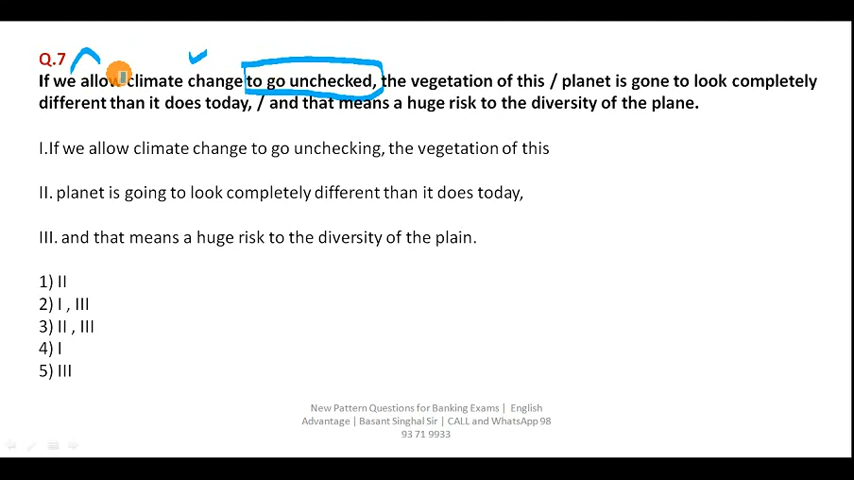 Q.7
If we allow climate change to go unchecked, the vegetation of this / planet is gone to look completely
different than it does today, / and that means a huge risk to the diversity of the plane.
I.If we allow climate change to go unchecking, the vegetation of this
II. planet is going to look completely different than it does today,
III. and that means a huge risk to the diversity of the plain.
1) II
2) I , III
3) II , III
4) I
5) III
New Pattern Questions for Banking Exams | English
Advantage | Basant Singhal Sir | CALL and WhatsApp 98
93 71 9933